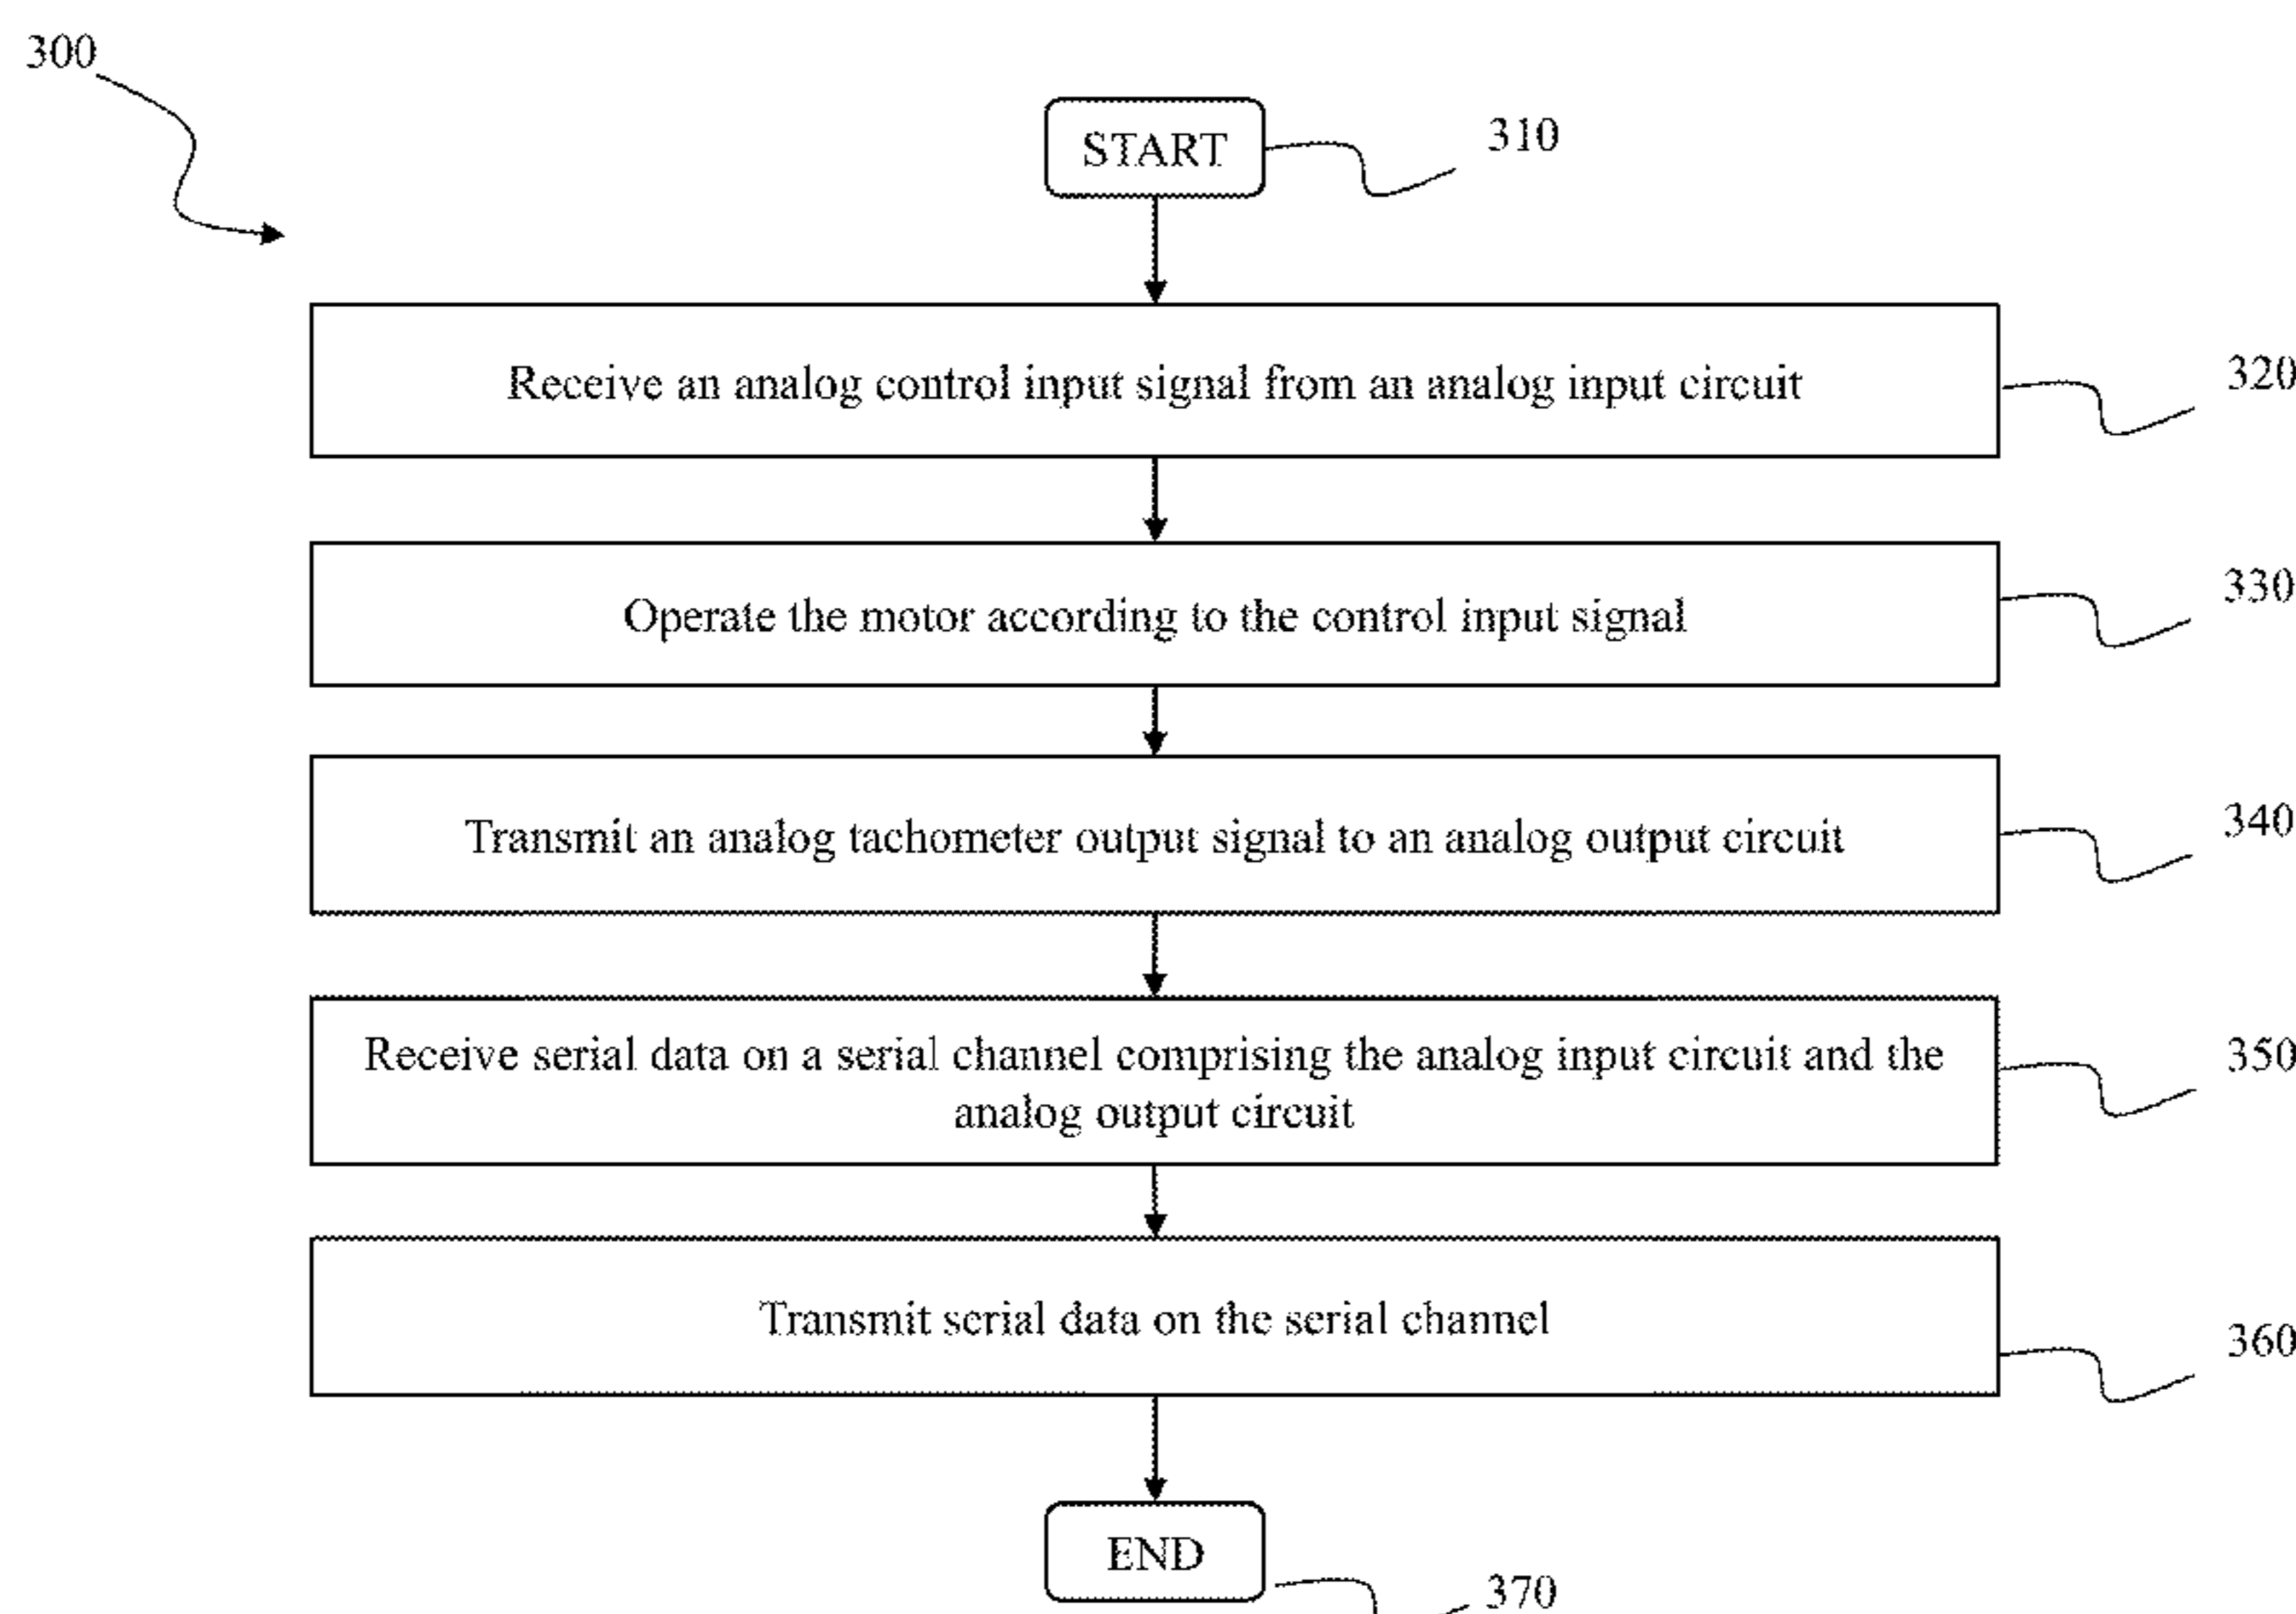 300
START
310
Receive an analog control input signal from an analog input circuit
320
Operate the motor according to the control input signal
330
Transmit an analog tachometer output signal to an analog output circuit
340
Receive serial data on a serial channel comprising the analog input circuit and the
analog output circuit
350
Transmit serial data on the serial channel
360
END
370